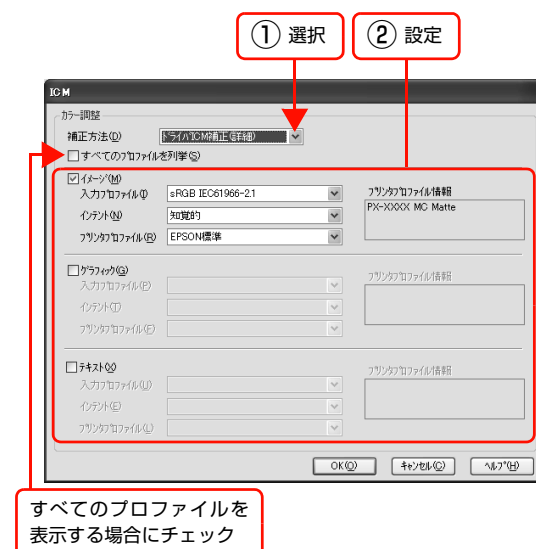 ① 選択
② 設定
ICM
カラー調整
補正方法(D)
ドライバICM補正(詳細)
すべてのプロファイルを列挙(S)
イメージ(M)
入力プロファイル(I)
sRGB IEC61966-2.1
インテント(N)
知覚的
プリンタプロファイル(R)
EPSON標準
プリンタプロファイル情報
PX-XXXX MC Matte
グラフィック(G)
入力プロファイル(P)
インテント(T)
プリンタプロファイル(F)
プリンタプロファイル情報
テキスト(X)
入力プロファイル(U)
インテント(E)
プリンタプロファイル(L)
プリンタプロファイル情報
OK(O)
キャンセル(C)
ヘルプ(H)
すべてのプロファイルを
表示する場合にチェック